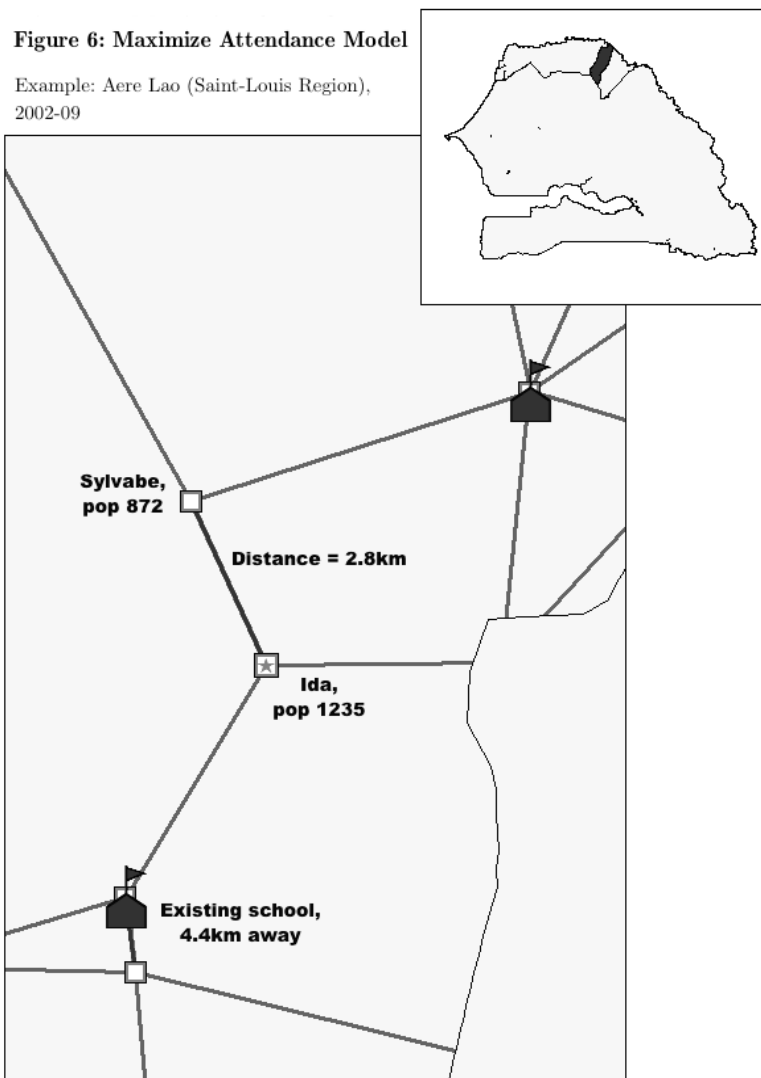 Figure 6: Maximize Attendance Model
Example: Aere Lao (Saint-Louis Region),
2002-09
Sylvabe,
pop 872
Distance = 2.8km
Ida,
pop 1235
Existing school,
4.4km away